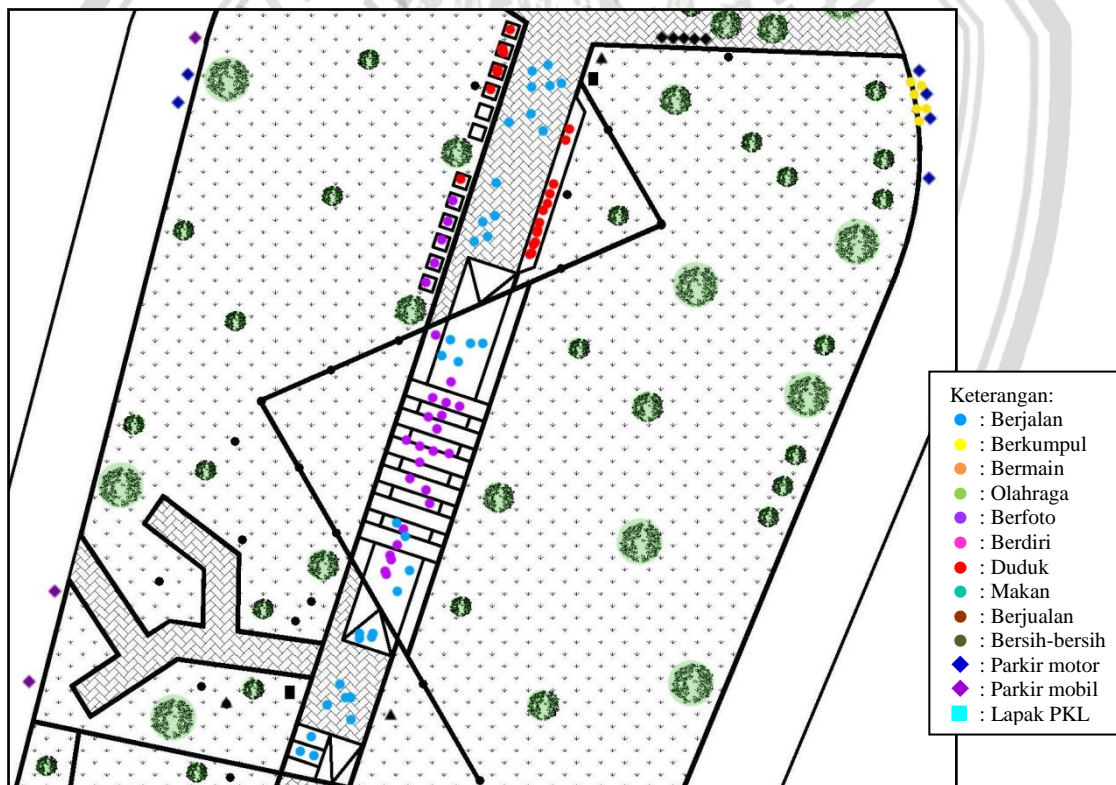 Keterangan:
: Berjalan
: Berkumpul
: Bermain
: Olahraga
: Berfoto
: Berdiri
: Duduk
: Makan
: Berjualan
: Bersih-bersih
: Parkir motor
: Parkir mobil
: Lapak PKL